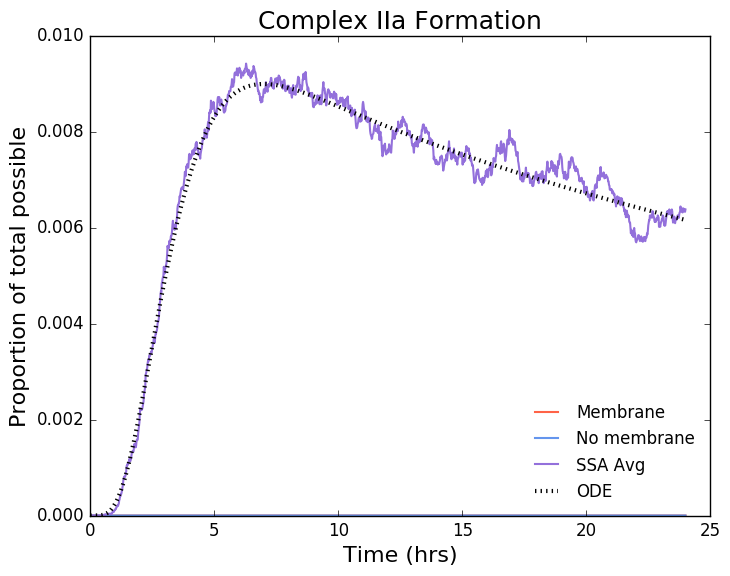 Complex IIa Formation
Proportion of total possible
0.010
0.008
0.006
0.004
0.002
0.000
0
5
10
15
20
25
Time (hrs)
Membrane
No membrane
SSA Avg
ODE